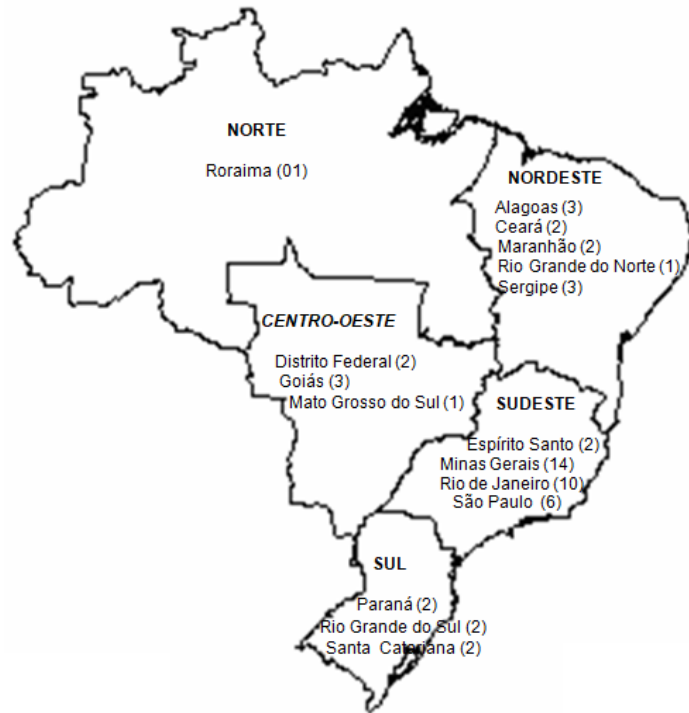 NORTE
Roraima (01)
NORDESTE
Alagoas (3)
Ceará (2)
Maranhão (2)
Rio Grande do Norte (1)
Sergipe (3)
CENTRO-OESTE
Distrito Federal (2)
Goiás (3)
Mato Grosso do Sul (1)
SUDESTE
Espírito Santo (2)
Minas Gerais (14)
Rio de Janeiro (10)
São Paulo (6)
SUL
Paraná (2)
Rio Grande do Sul (2)
Santa Catariana (2)